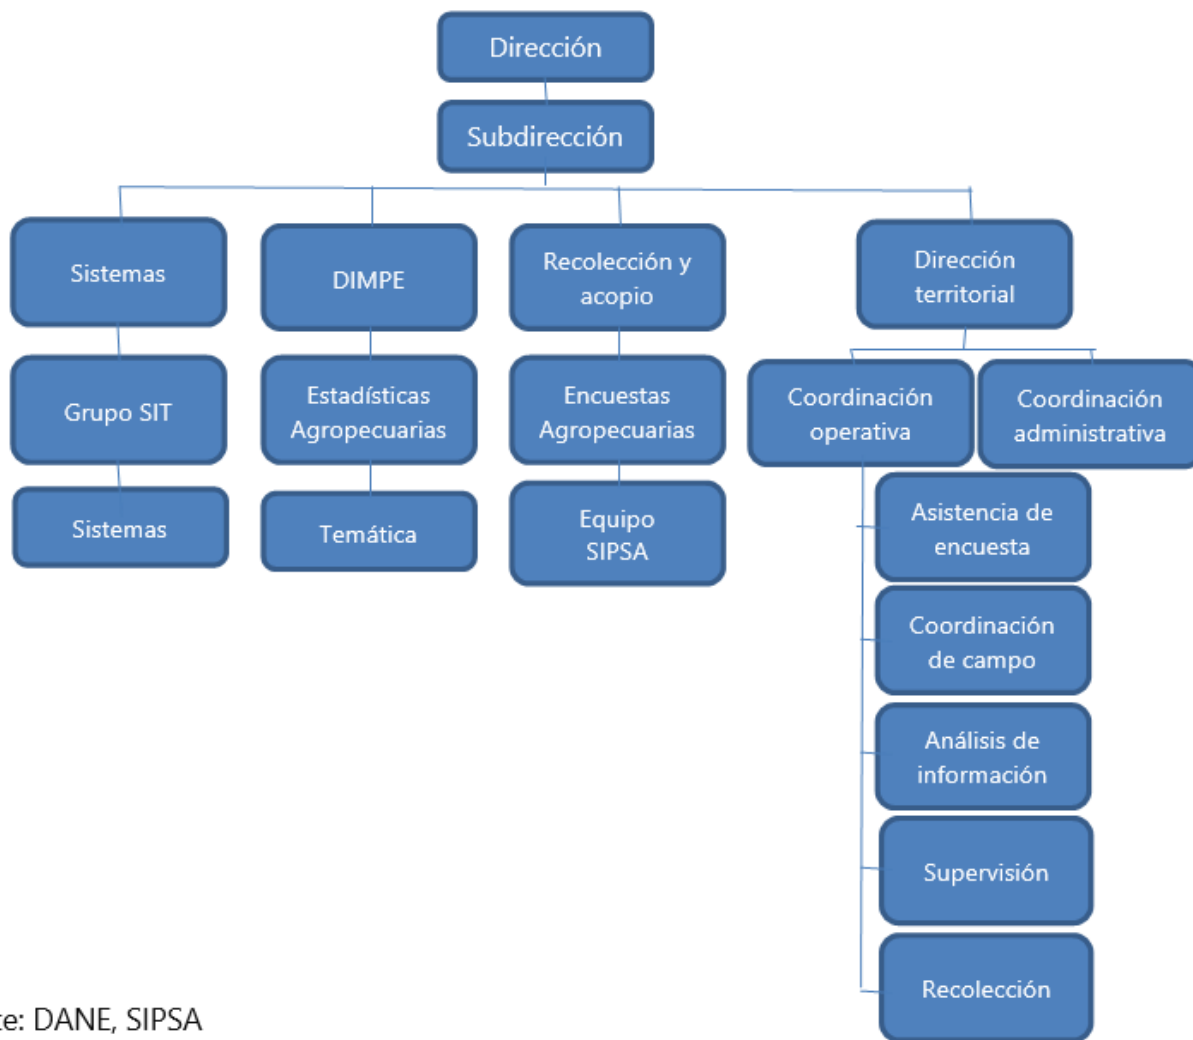 Dirección
Subdirección
Sistemas
DIMPE
Recolección y
acopio
Dirección
territorial
Grupo SIT
Estadísticas
Agropecuarias
Encuestas
Agropecuarias
Coordinación
operativa
Coordinación
administrativa
Sistemas
Temática
Equipo
SIPSA
Asistencia de
encuesta
Coordinación
de campo
Análisis de
información
Supervisión
Recolección
te: DANE, SIPSA